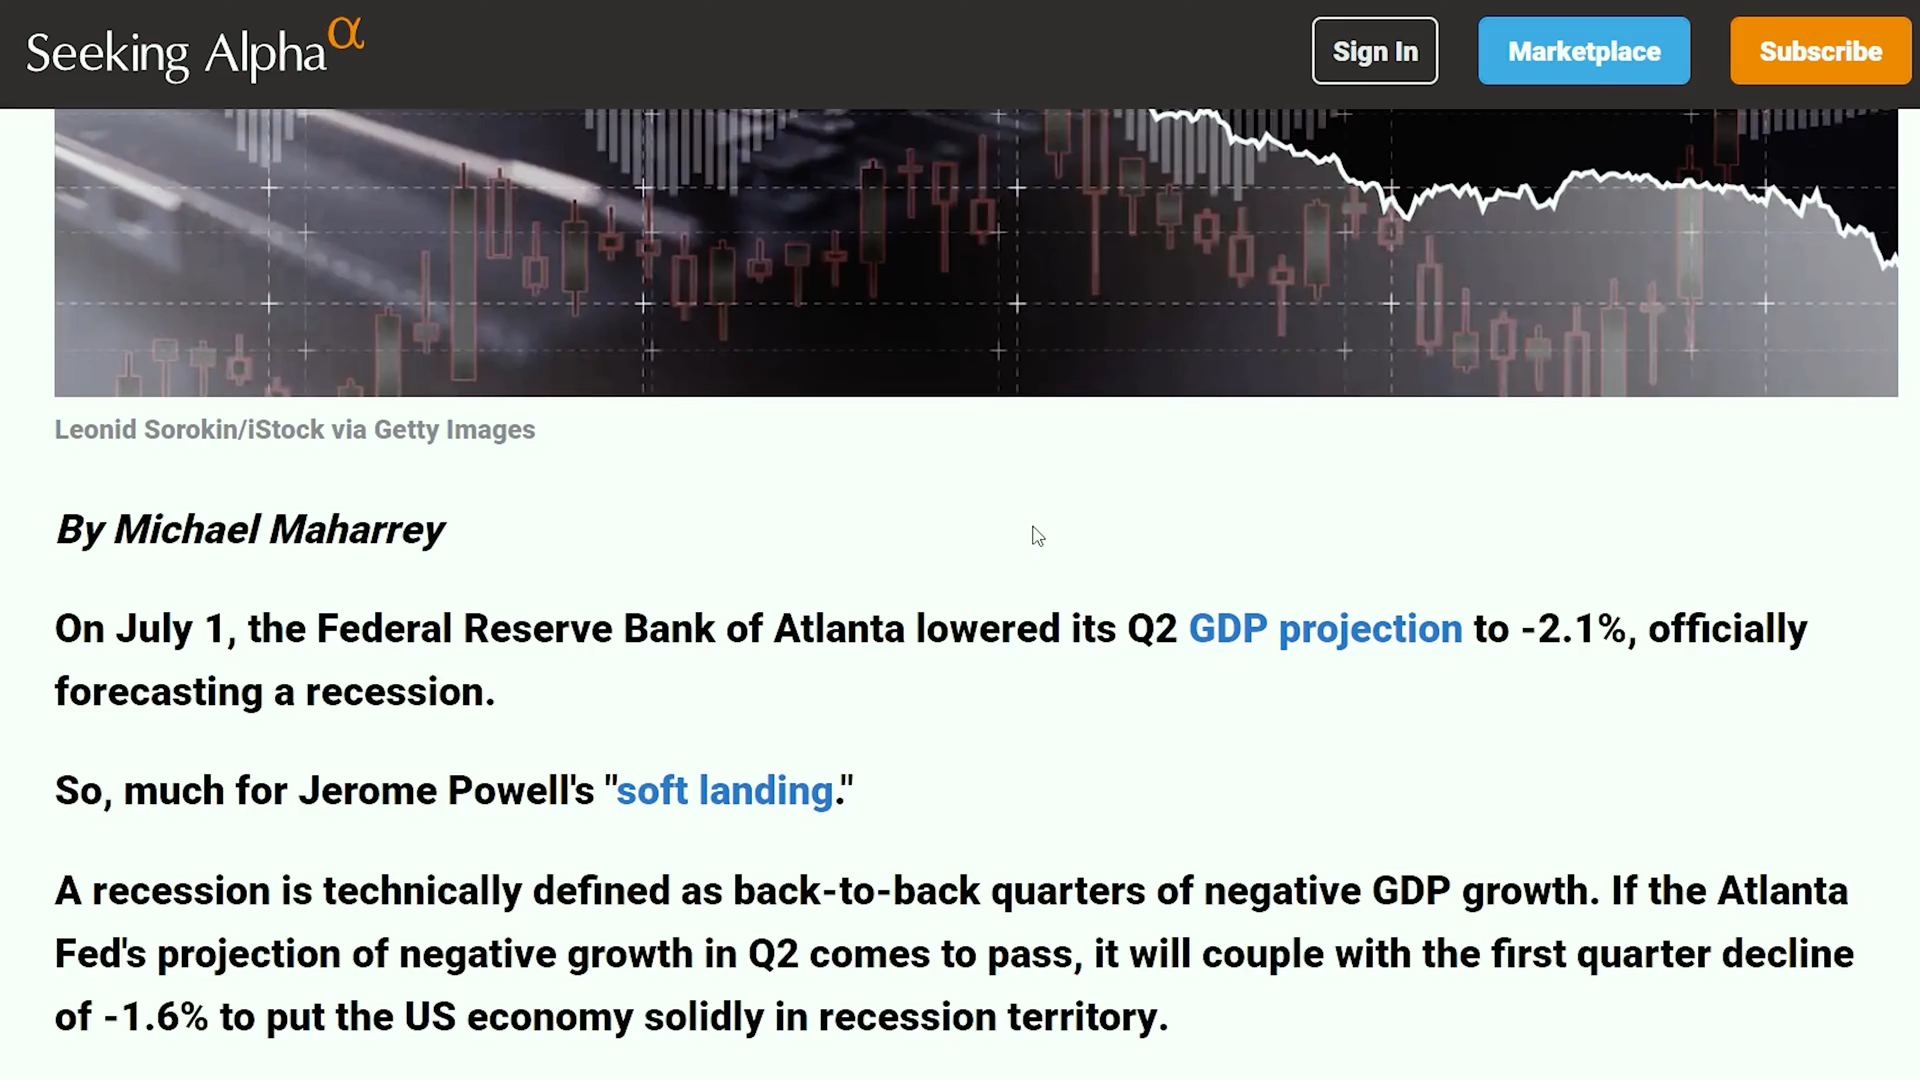 Seeking Alpha α
Sign In
Marketplace
Subscribe
Leonid Sorokin/iStock via Getty Images
By Michael Maharrey
On July 1, the Federal Reserve Bank of Atlanta lowered its Q2 GDP projection to -2.1%, officially
forecasting a recession.
So, much for Jerome Powell's "soft landing."
A recession is technically defined as back-to-back quarters of negative GDP growth. If the Atlanta
Fed's projection of negative growth in Q2 comes to pass, it will couple with the first quarter decline
of -1.6% to put the US economy solidly in recession territory.